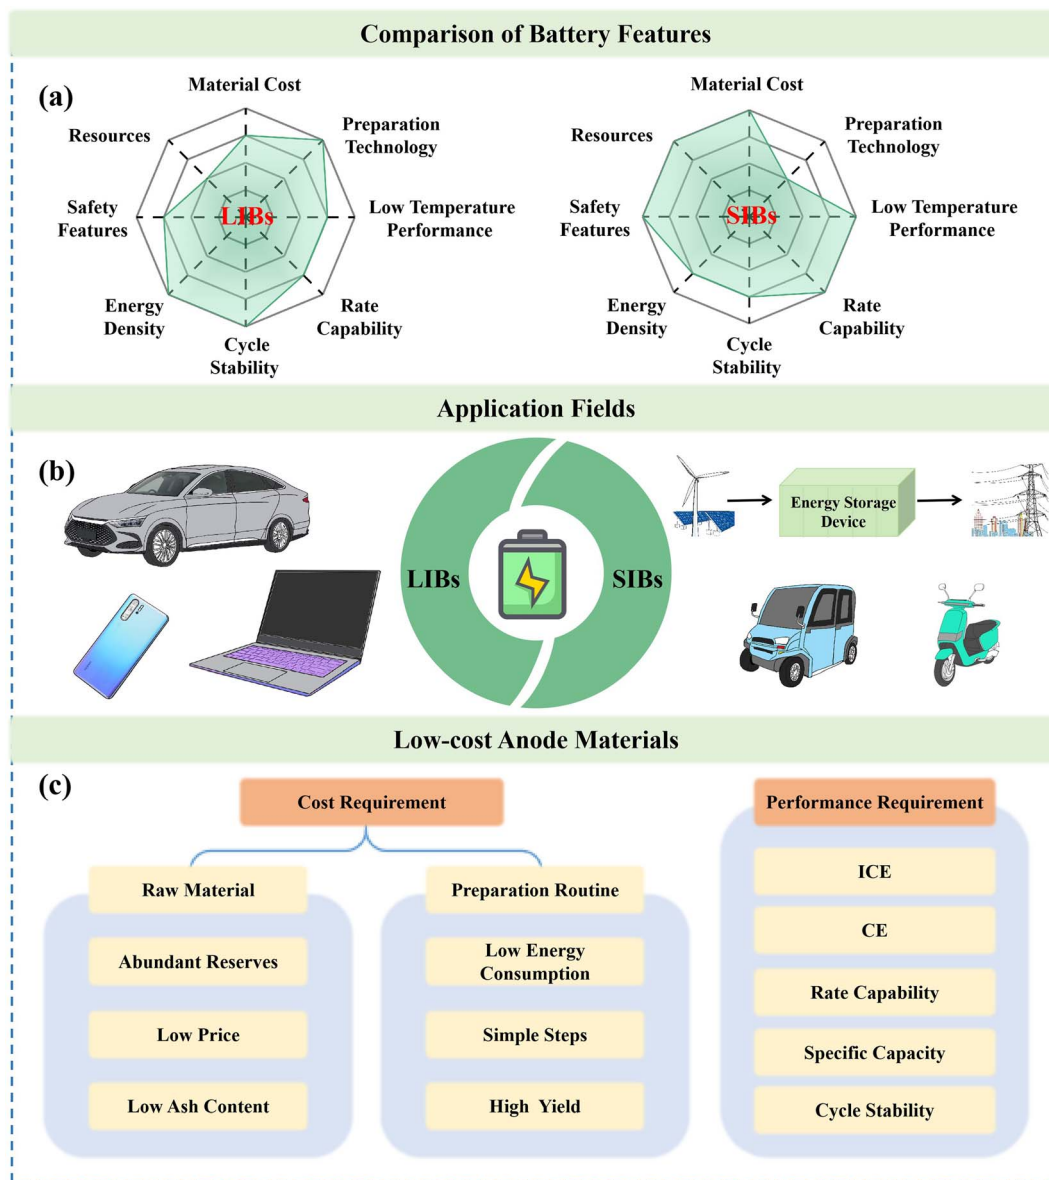 Comparison of Battery Features
(a)
Material Cost
Preparation
Technology
Low Temperature
Performance
Rate
Capability
Cycle
Stability
Energy
Density
Safety
Features
Resources
LIBs
Material Cost
Preparation
Technology
Low Temperature
Performance
Rate
Capability
Cycle
Stability
Energy
Density
Safety
Features
Resources
SIBs
Application Fields
(b)
LIBs
SIBs
Energy Storage
Device
Low-cost Anode Materials
(c)
Cost Requirement
Raw Material
Abundant Reserves
Low Price
Low Ash Content
Preparation Routine
Low Energy
Consumption
Simple Steps
High Yield
Performance Requirement
ICE
CE
Rate Capability
Specific Capacity
Cycle Stability